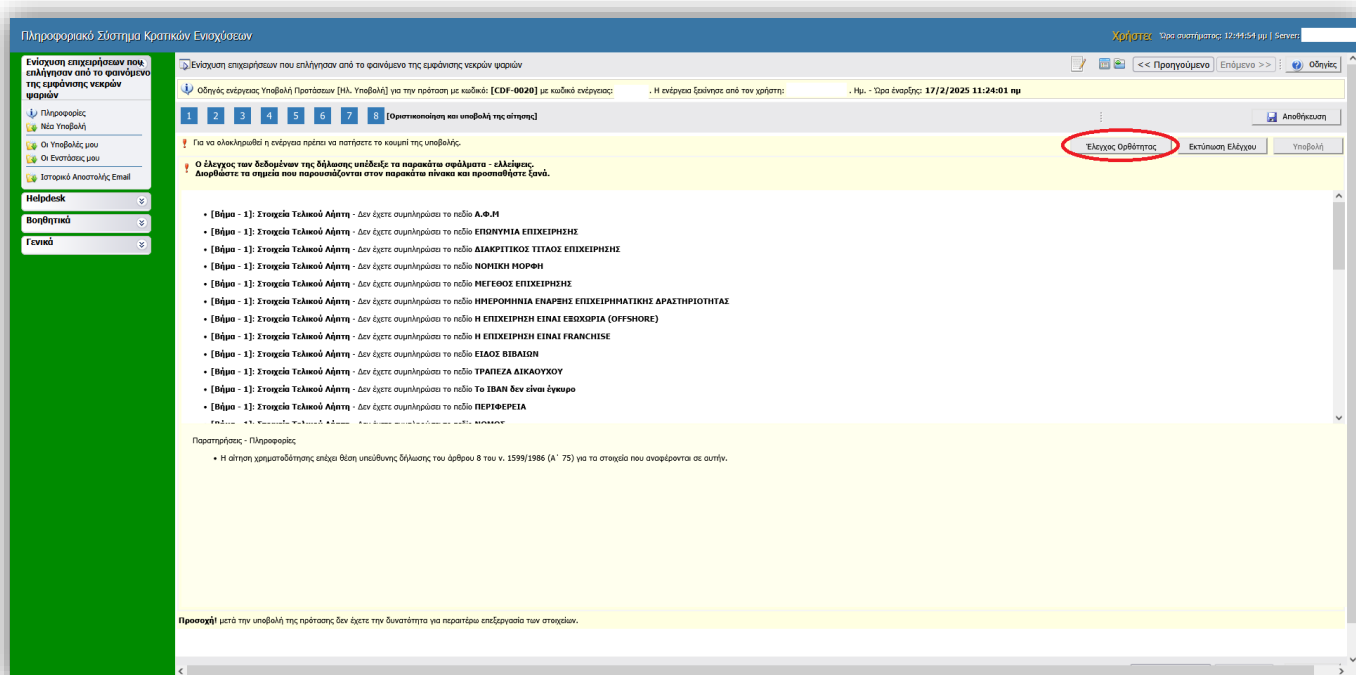 Πληροφοριακό Σύστημα Κρατικών Ενισχύσεων
Χρήστες Ώρα συστήματος: 12:44:54 μμ | Server:
Ενίσχυση επιχειρήσεων που επλήγησαν από το φαινόμενο της εμφάνισης νεκρών ψαριών
Πληροφορίες
Νέα Υποβολή
Οι Υποβολές μου
Οι Ενστάσεις μου
Ιστορικό Αποστολής Email
Helpdesk
Βοηθητικά
Γενικά
Ενίσχυση επιχειρήσεων που επλήγησαν από το φαινόμενο της εμφάνισης νεκρών ψαριών
<< Προηγούμενο
Επόμενο >>
Οδηγίες
Οδηγός ενέργειας Υποβολή Προτάσεων [Ηλ. Υποβολή] για την πρόταση με κωδικό: [CDF-0020] με κωδικό ενέργειας: . Η ενέργεια ξεκίνησε από τον χρήστη: . Ημ. - Ώρα έναρξης: 17/2/2025 11:24:01 πμ
1 2 3 4 5 6 7 8 [Οριστικοποίηση και υποβολή της αίτησης]
Αποθήκευση
Για να ολοκληρωθεί η ενέργεια πρέπει να πατήσετε το κουμπί της υποβολής.
Έλεγχος Ορθότητος
Εκτύπωση Ελέγχου
Υποβολή
Ο έλεγχος των δεδομένων της δήλωσης υπέδειξε τα παρακάτω σφάλματα - ελλείψεις.
Διορθώστε τα σημεία που παρουσιάζονται στον παρακάτω πίνακα και προσπαθήστε ξανά.
• [Βήμα - 1]: Στοιχεία Τελικού Λήπτη - Δεν έχετε συμπληρώσει το πεδίο Α.Φ.Μ
• [Βήμα - 1]: Στοιχεία Τελικού Λήπτη - Δεν έχετε συμπληρώσει το πεδίο ΕΠΩΝΥΜΙΑ ΕΠΙΧΕΙΡΗΣΗΣ
• [Βήμα - 1]: Στοιχεία Τελικού Λήπτη - Δεν έχετε συμπληρώσει το πεδίο ΔΙΑΚΡΙΤΙΚΟΣ ΤΙΤΛΟΣ ΕΠΙΧΕΙΡΗΣΗΣ
• [Βήμα - 1]: Στοιχεία Τελικού Λήπτη - Δεν έχετε συμπληρώσει το πεδίο ΝΟΜΙΚΗ ΜΟΡΦΗ
• [Βήμα - 1]: Στοιχεία Τελικού Λήπτη - Δεν έχετε συμπληρώσει το πεδίο ΜΕΓΕΘΟΣ ΕΠΙΧΕΙΡΗΣΗΣ
• [Βήμα - 1]: Στοιχεία Τελικού Λήπτη - Δεν έχετε συμπληρώσει το πεδίο ΗΜΕΡΟΜΗΝΙΑ ΕΝΑΡΞΗΣ ΕΠΙΧΕΙΡΗΜΑΤΙΚΗΣ ΔΡΑΣΤΗΡΙΟΤΗΤΑΣ
• [Βήμα - 1]: Στοιχεία Τελικού Λήπτη - Δεν έχετε συμπληρώσει το πεδίο Η ΕΠΙΧΕΙΡΗΣΗ ΕΙΝΑΙ ΕΞΩΧΩΡΙΑ (OFFSHORE)
• [Βήμα - 1]: Στοιχεία Τελικού Λήπτη - Δεν έχετε συμπληρώσει το πεδίο Η ΕΠΙΧΕΙΡΗΣΗ ΕΙΝΑΙ FRANCHISE
• [Βήμα - 1]: Στοιχεία Τελικού Λήπτη - Δεν έχετε συμπληρώσει το πεδίο ΕΙΔΟΣ ΒΙΒΛΙΩΝ
• [Βήμα - 1]: Στοιχεία Τελικού Λήπτη - Δεν έχετε συμπληρώσει το πεδίο ΤΡΑΠΕΖΑ ΔΙΚΑΟΥΧΟΥ
• [Βήμα - 1]: Στοιχεία Τελικού Λήπτη - Δεν έχετε συμπληρώσει το πεδίο Το IBAN δεν είναι έγκυρο
• [Βήμα - 1]: Στοιχεία Τελικού Λήπτη - Δεν έχετε συμπληρώσει το πεδίο ΠΕΡΙΦΕΡΕΙΑ
• [Βήμα - 1]: Στοιχεία Τελικού Λήπτη - Δεν έχετε συμπληρώσει το πεδίο ΝΟΜΟΣ
Παρατηρήσεις - Πληροφορίες
• Η αίτηση χρηματοδότησης επέχει θέση υπεύθυνης δήλωσης του άρθρου 8 του ν. 1599/1986 (Α΄ 75) για τα στοιχεία που αναφέρονται σε αυτήν.
Προσοχή! μετά την υποβολή της πρότασης δεν έχετε την δυνατότητα για περαιτέρω επεξεργασία των στοιχείων.